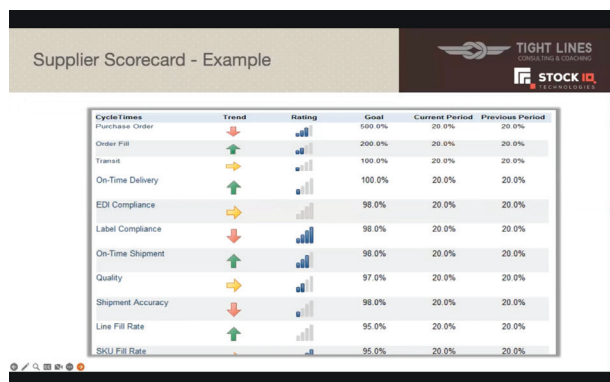 Supplier Scorecard - Example
TIGHT LINES
CONSULTING & COACHING
STOCK IQ
TECHNOLOGIES
CycleTimes Trend Rating Goal Current Period Previous Period
Purchase Order 500.0% 20.0% 20.0%
Order Fill 200.0% 20.0% 20.0%
Transit 100.0% 20.0% 20.0%
On-Time Delivery 100.0% 20.0% 20.0%
EDI Compliance 98.0% 20.0% 20.0%
Label Compliance 98.0% 20.0% 20.0%
On-Time Shipment 98.0% 20.0% 20.0%
Quality 97.0% 20.0% 20.0%
Shipment Accuracy 98.0% 20.0% 20.0%
Line Fill Rate 95.0% 20.0% 20.0%
SKU Fill Rate 95.0% 20.0% 20.0%